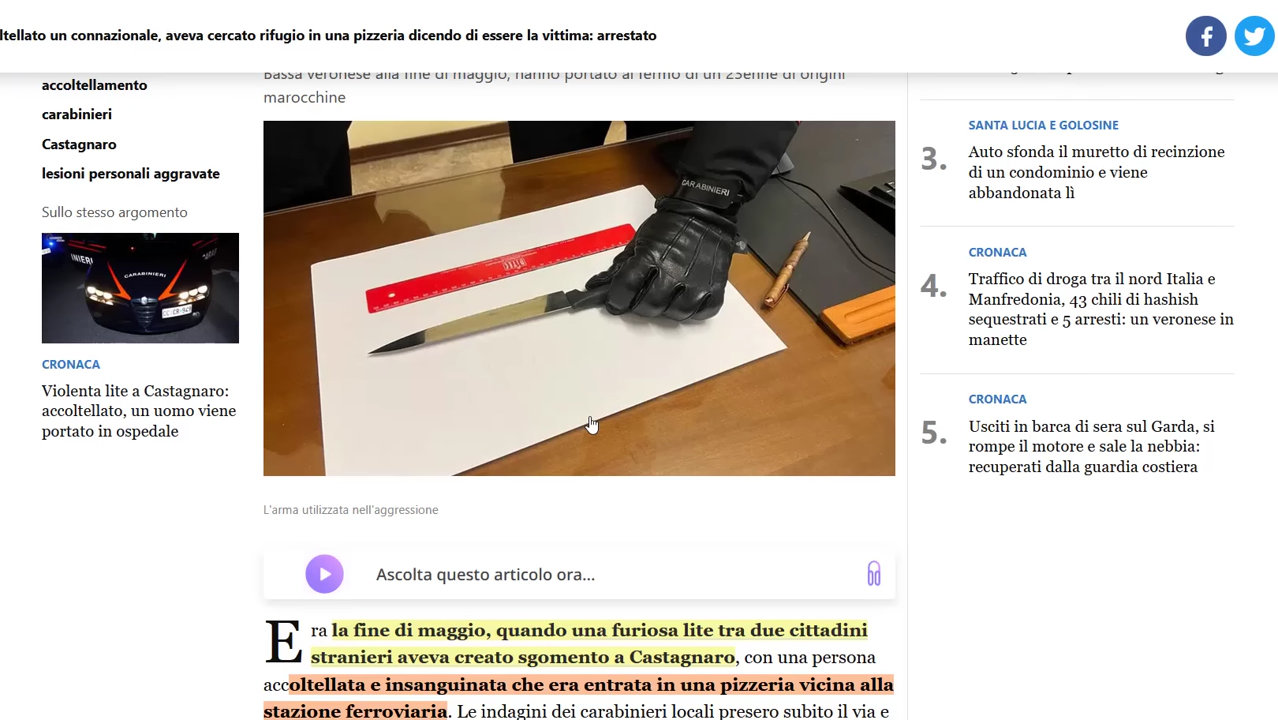 ltellato un connazionale, aveva cercato rifugio in una pizzeria dicendo di essere la vittima: arrestato
accoltellamento
carabinieri
Castagnaro
lesioni personali aggravate
Sullo stesso argomento
CARABINIERI
CRONACA
Violenta lite a Castagnaro:
accoltellato, un uomo viene
portato in ospedale
Bassa veronese alla fine di maggio, hanno portato al fermo di un 23enne di origini
marocchine
CARABINIERI
L'arma utilizzata nell'aggressione
Ascolta questo articolo ora...
Era la fine di maggio, quando una furiosa lite tra due cittadini
stranieri aveva creato sgomento a Castagnaro, con una persona
accoltellata e insanguinata che era entrata in una pizzeria vicina alla
stazione ferroviaria. Le indagini dei carabinieri locali presero subito il via e
SANTA LUCIA E GOLOSINE
3. Auto sfonda il muretto di recinzione
di un condominio e viene
abbandonata lì
CRONACA
4. Traffico di droga tra il nord Italia e
Manfredonia, 43 chili di hashish
sequestrati e 5 arresti: un veronese in
manette
CRONACA
5. Usciti in barca di sera sul Garda, si
rompe il motore e sale la nebbia:
recuperati dalla guardia costiera